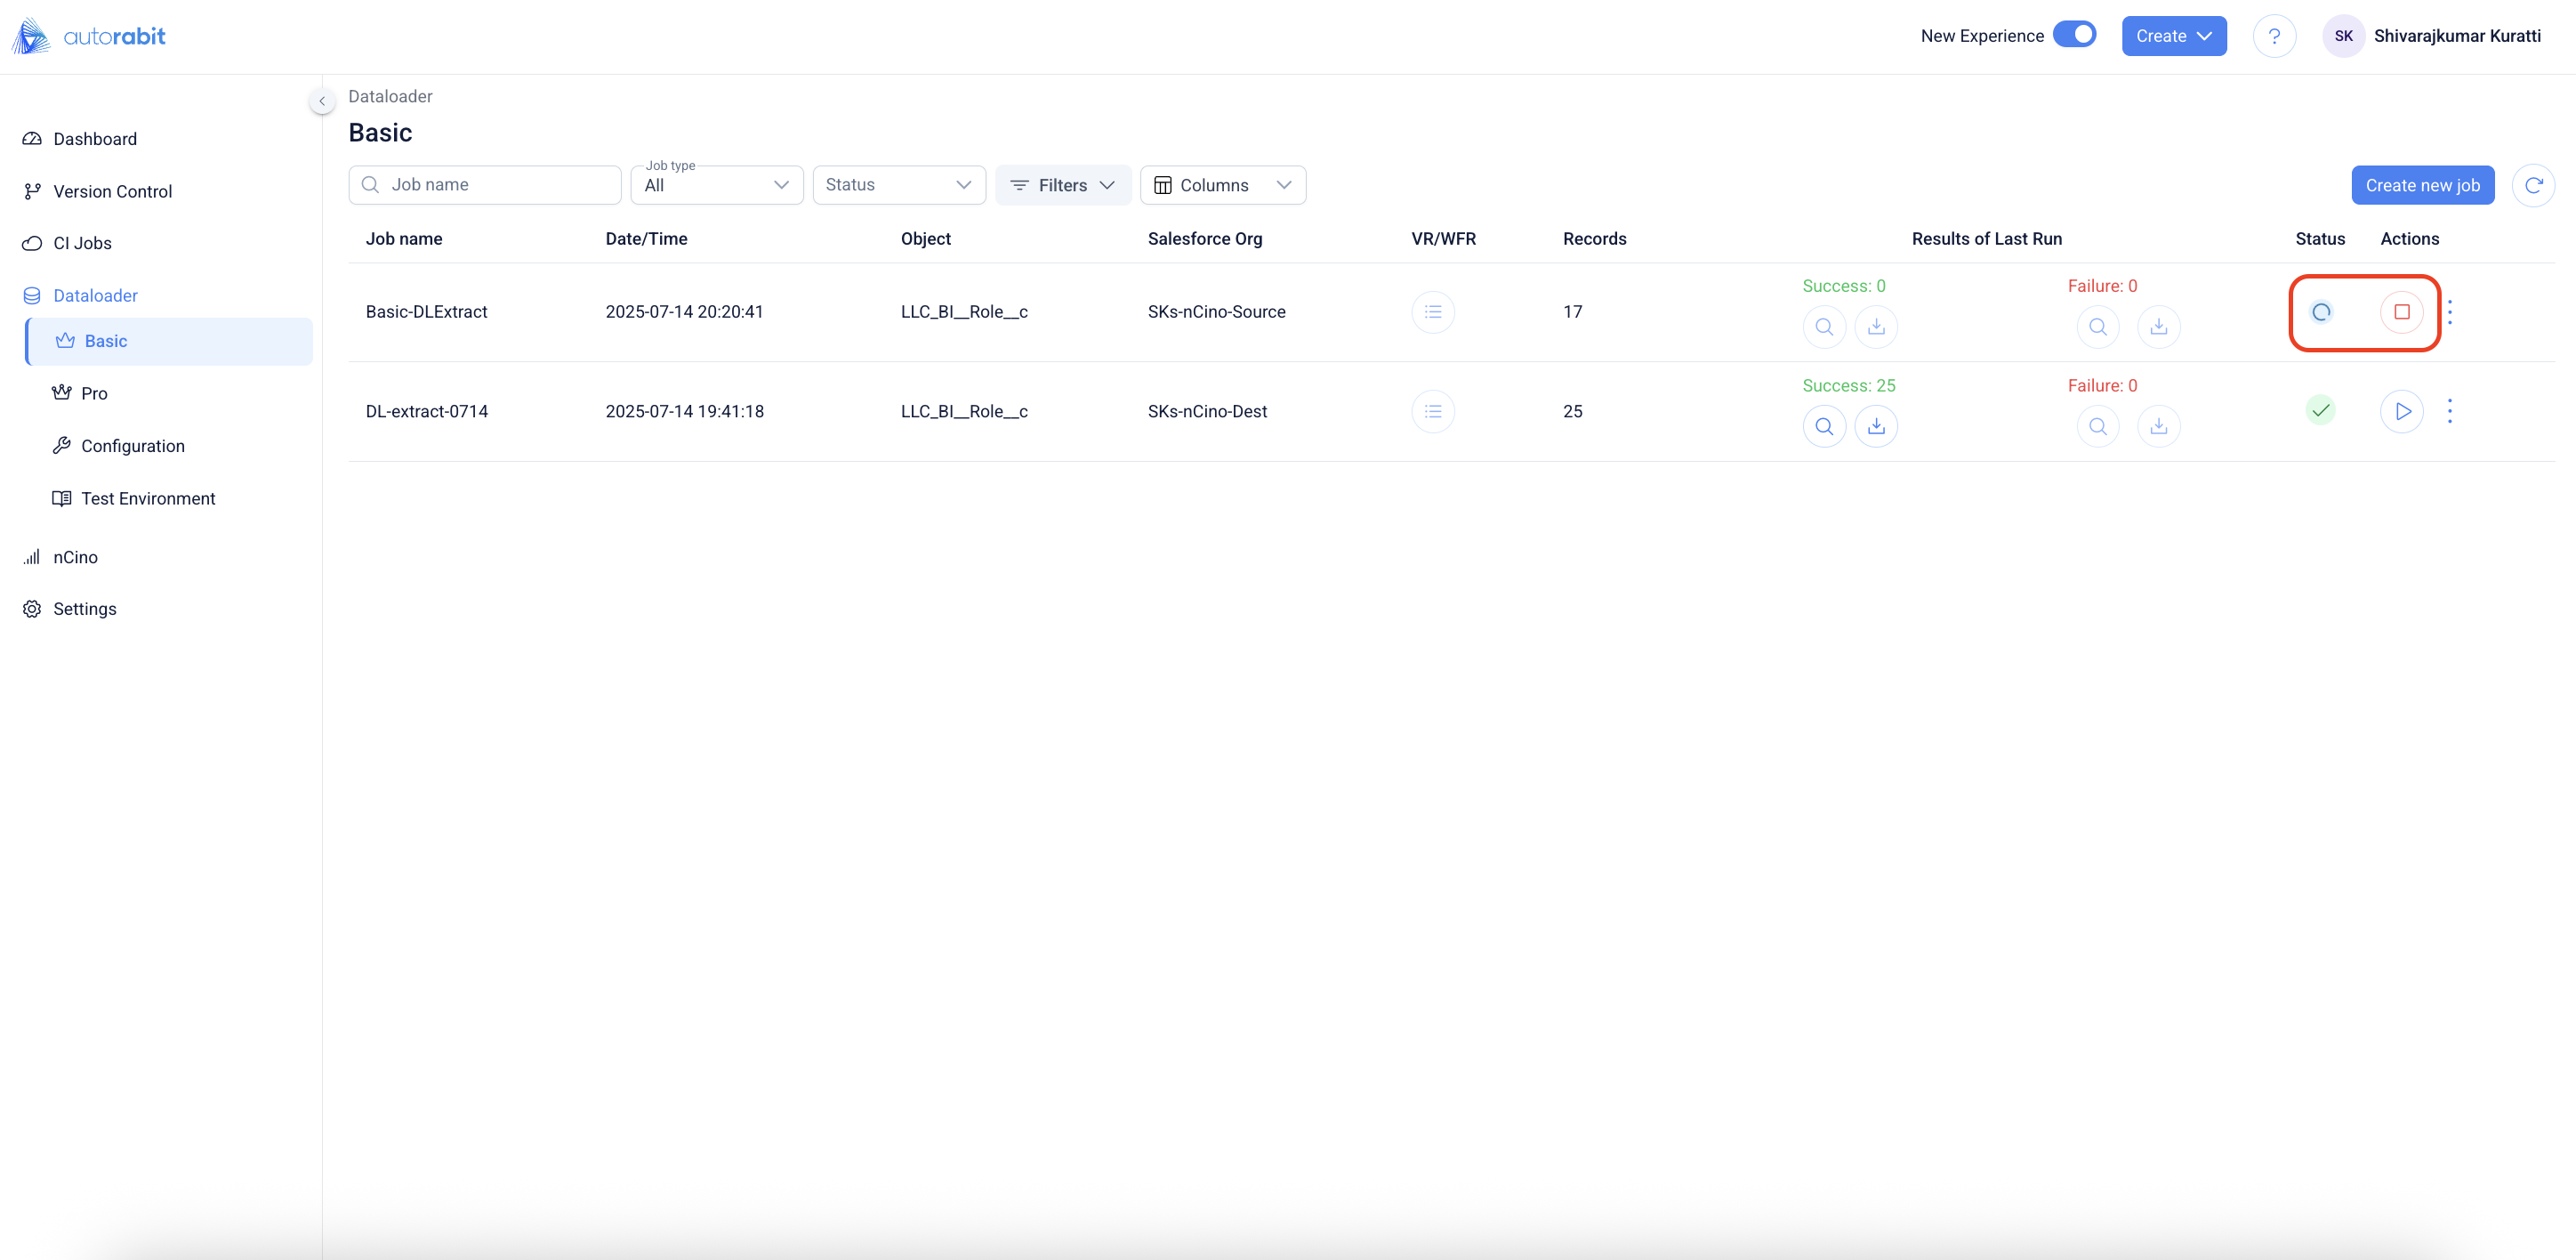 autorabit
New Experience
Create
?
SK
Shivarajkumar Kuratti
Dashboard
Version Control
CI Jobs
Dataloader
Basic
Pro
Configuration
Test Environment
nCino
Settings
Dataloader
Basic
Job name
Job type
All
Status
Filters
Columns
Create new job
Job name Date/Time Object Salesforce Org VR/WFR Records Results of Last Run Status Actions
Success: 0 Failure: 0
Basic-DLExtract 2025-07-14 20:20:41 LLC_BI__Role__c SKs-nCino-Source 17
Success: 25 Failure: 0
DL-extract-0714 2025-07-14 19:41:18 LLC_BI__Role__c SKs-nCino-Dest 25